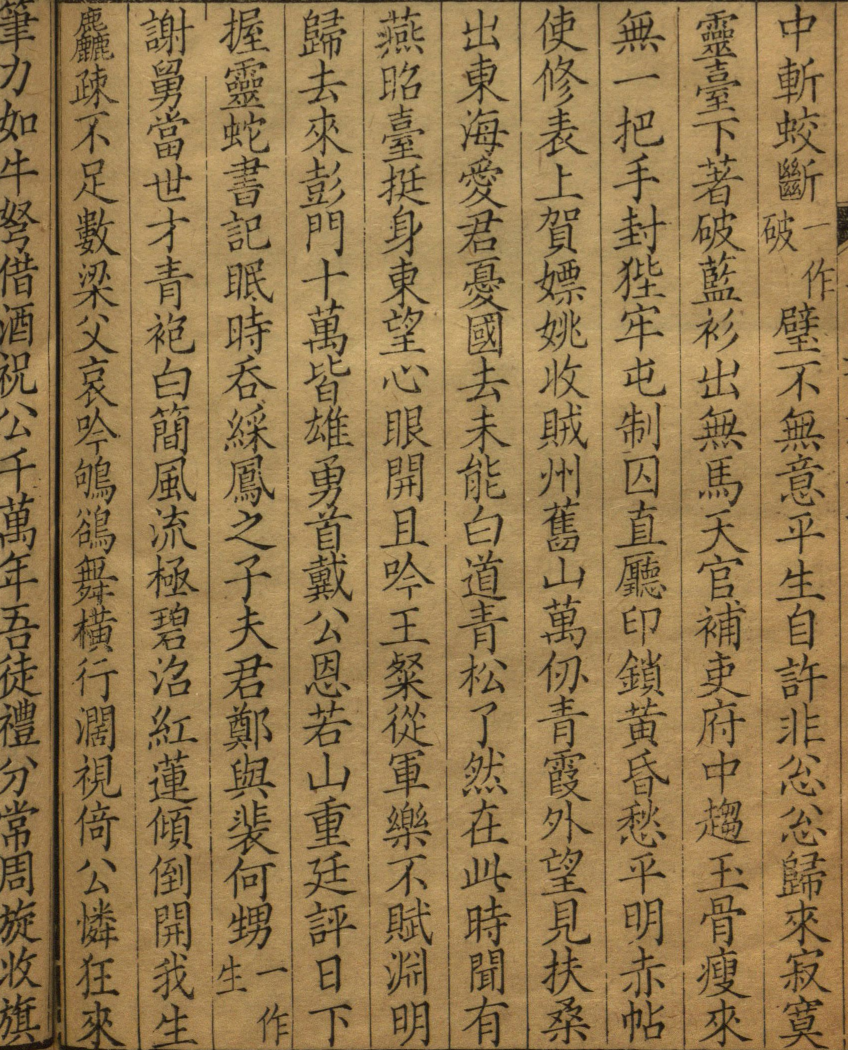 中斬蛟斷一作破璧不無意平生自許非忩忩歸來寂寞
靈臺下著破藍衫出無馬天官補吏府中趨玉骨瘦來
無一把手封狴牢屯制囚直廳印鎖黃昏愁平明赤帖
使修表上賀嫖姚收賊州舊山萬仞青霞外望見扶桑
出東海愛君憂國去未能白道青松了然在此時聞有
燕昭臺挺身東望心眼開且吟王粲從軍樂不賦淵明
歸去來彭門十萬皆雄勇首戴公恩若山重廷評日下
握靈蛇書記眠時呑綵鳳之子夫君鄭與裴何甥一作生
謝舅當世才青袍白簡風流極碧沼紅蓮傾倒開我生
麤疎不足數梁父哀吟鴝鵒舞橫行濶視倚公憐狂來
筆力如牛弩借酒祝公千萬年吾徒禮分常周旋收旗